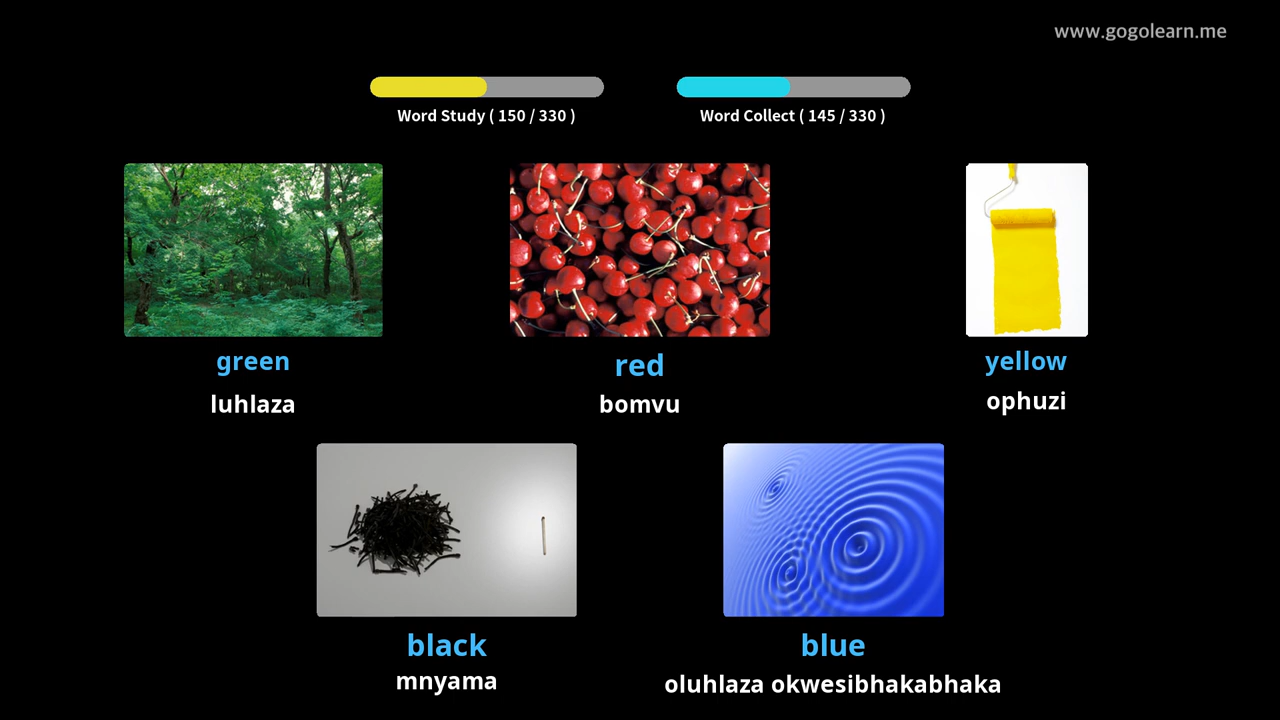 www.gogolearn.me
Word Study ( 150 / 330 )
Word Collect ( 145 / 330 )
green
luhlaza
red
bomvu
yellow
ophuzi
black
mnyama
blue
oluhlaza okwesibhakabhaka